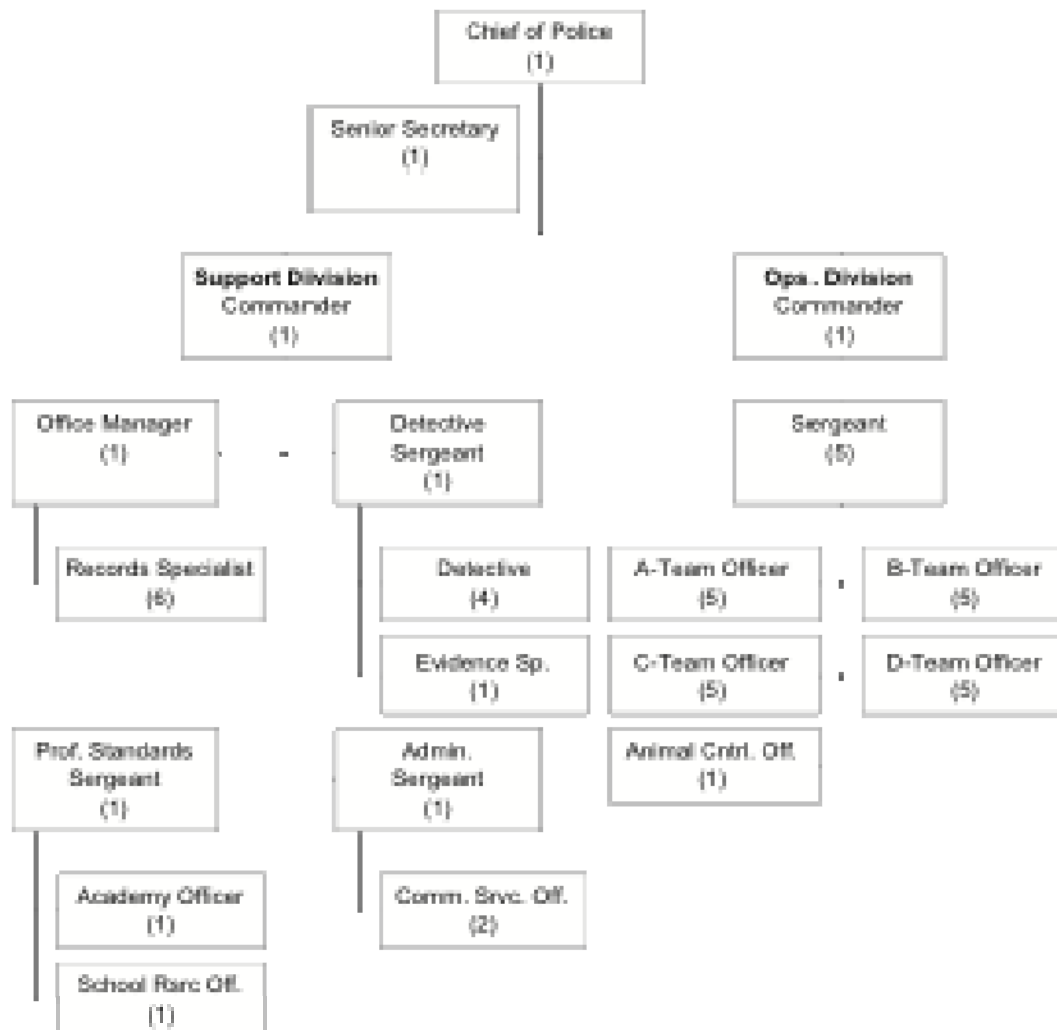 Chief of Police
(1)
Senior Secretary
(1)
Support Division
Commander
(1)
Ops.. Division
Commander
(1)
Office Manager
(1)
Detective
Sergeant
(1)
Sergeant
(5)
Records Specialist
(6)
Detective
(4)
A-Team Officer
(5)
B-Team Officer
(5)
Evidence Sp.
(1)
C-Team Officer
(5)
D-Team Officer
(5)
Prof. Standards
Sergeant
(1)
Admin.
Sergeant
(1)
Animal Cntrl. Off.
(1)
Academy Officer
(1)
Comm. Srvc. Off.
(2)
School Rsrc Off.
(1)